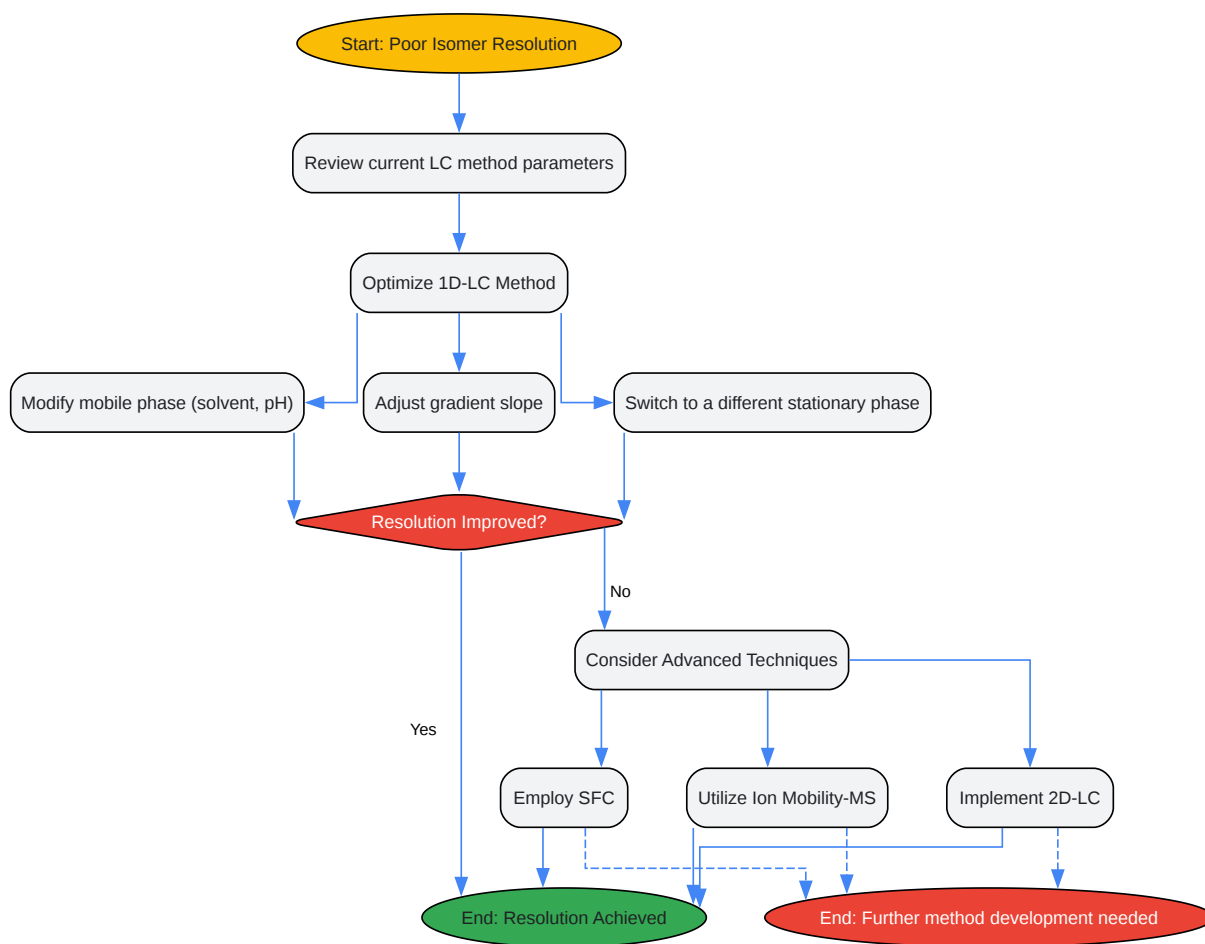 Start: Poor Isomer Resolution
Review current LC method parameters
Optimize 1D-LC Method
Modify mobile phase (solvent, pH)
Adjust gradient slope
Switch to a different stationary phase
Resolution Improved?
No
Consider Advanced Techniques
Yes
Employ SFC
Utilize Ion Mobility-MS
Implement 2D-LC
End: Resolution Achieved
End: Further method development needed